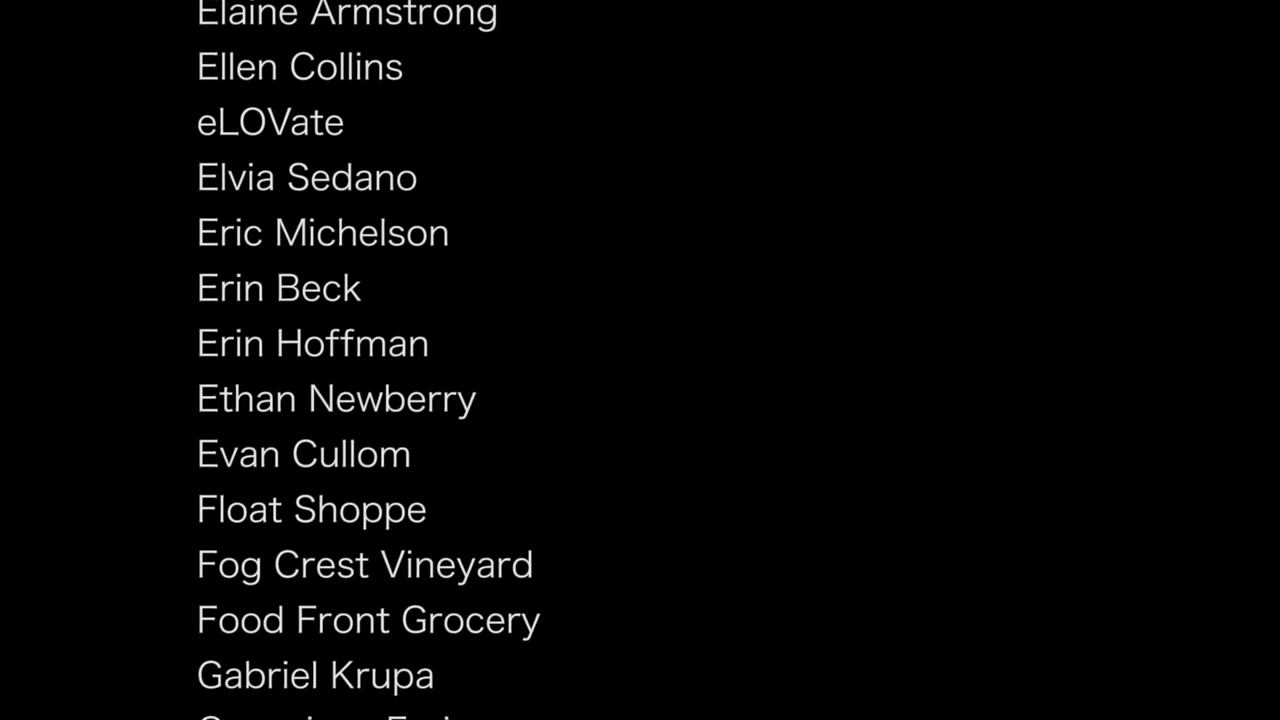 Elaine Armstrong
Ellen Collins
eLOVate
Elvia Sedano
Eric Michelson
Erin Beck
Erin Hoffman
Ethan Newberry
Evan Cullom
Float Shoppe
Fog Crest Vineyard
Food Front Grocery
Gabriel Krupa